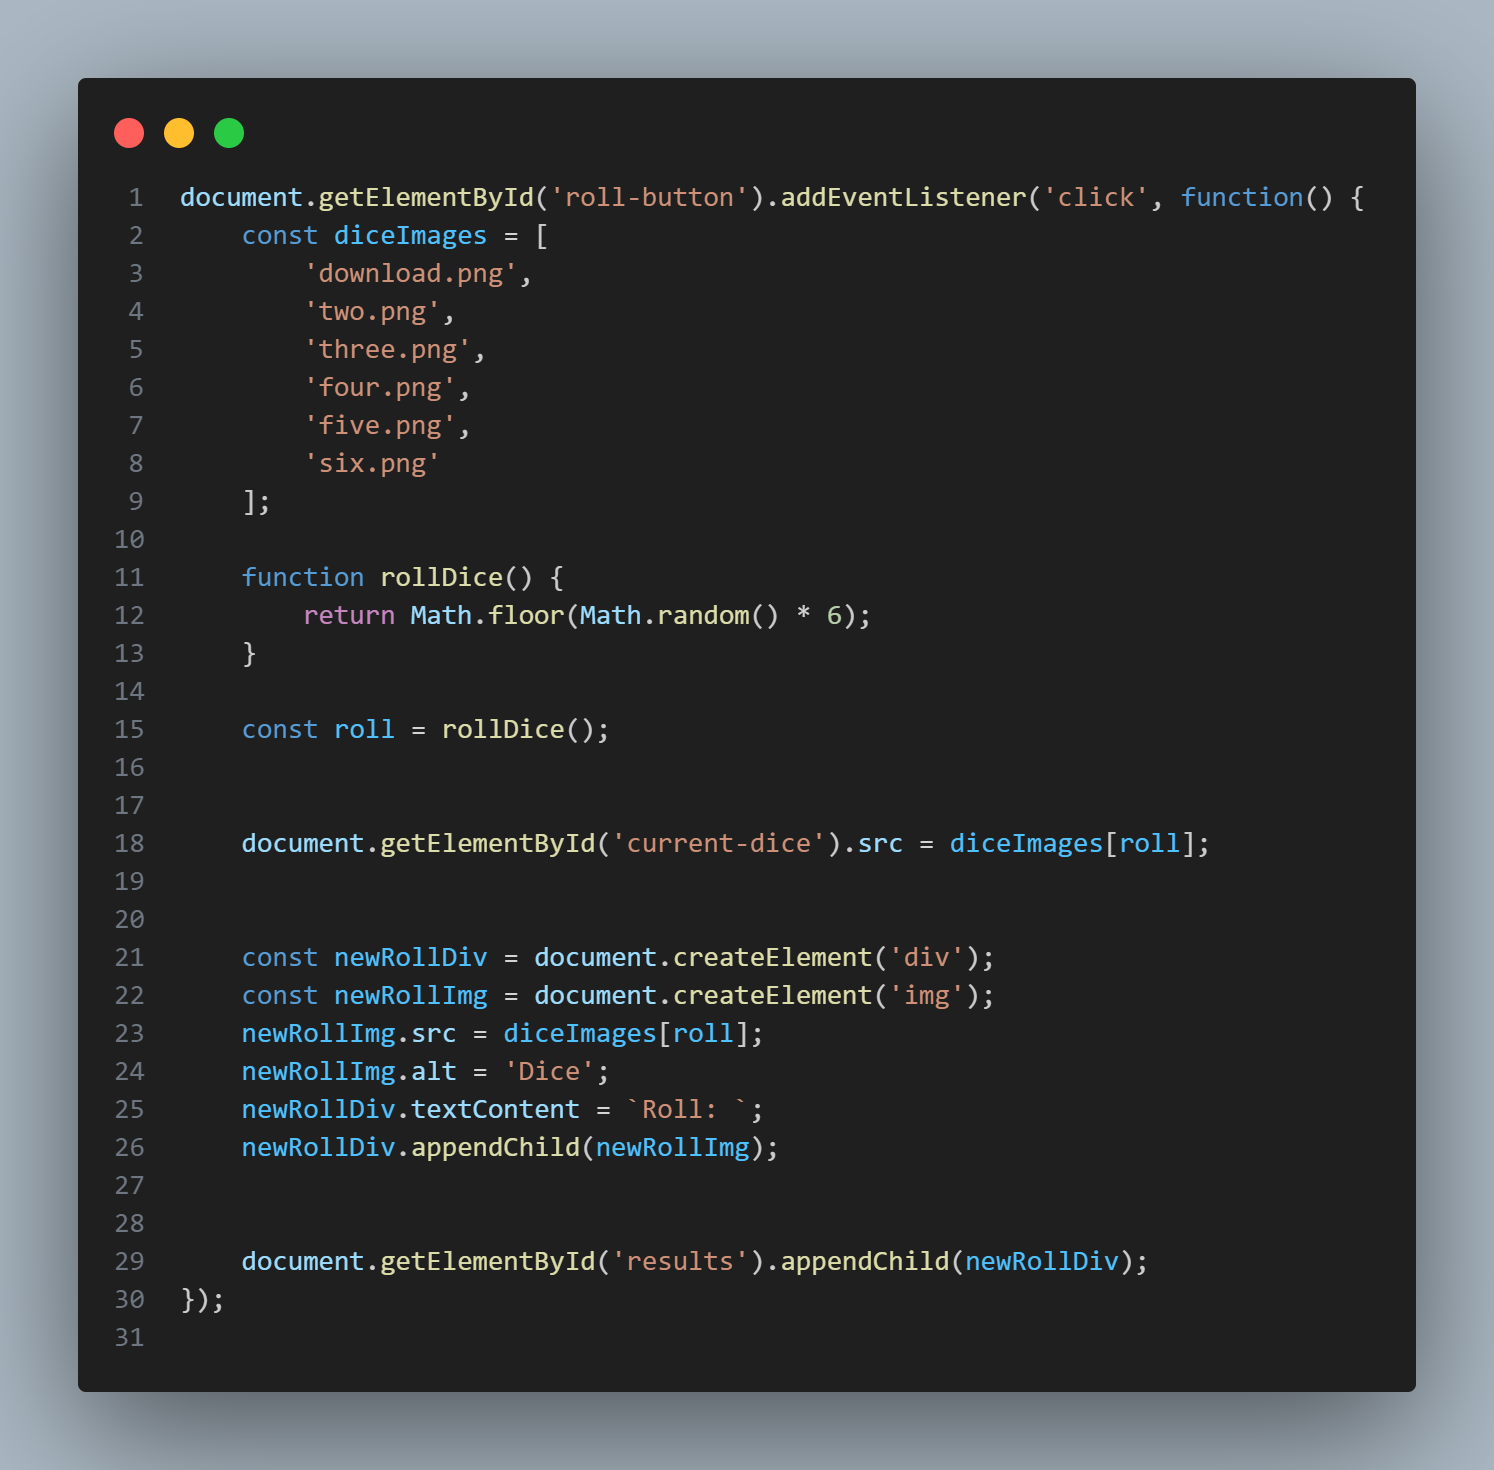 1 document.getElementById('roll-button').addEventListener('click', function() {
2     const diceImages = [
3         'download.png',
4         'two.png',
5         'three.png',
6         'four.png',
7         'five.png',
8         'six.png'
9     ];
10
11     function rollDice() {
12         return Math.floor(Math.random() * 6);
13     }
14
15     const roll = rollDice();
16
17
18     document.getElementById('current-dice').src = diceImages[roll];
19
20
21     const newRollDiv = document.createElement('div');
22     const newRollImg = document.createElement('img');
23     newRollImg.src = diceImages[roll];
24     newRollImg.alt = 'Dice';
25     newRollDiv.textContent = `Roll: `;
26     newRollDiv.appendChild(newRollImg);
27
28
29     document.getElementById('results').appendChild(newRollDiv);
30 });
31